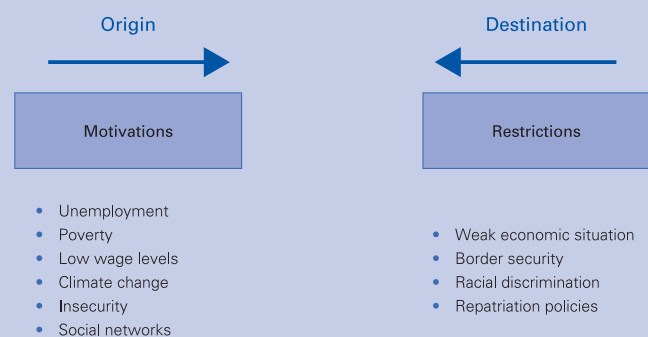 Origin
Motivations
• Unemployment
• Poverty
• Low wage levels
• Climate change
• Insecurity
• Social networks
Destination
Restrictions
• Weak economic situation
• Border security
• Racial discrimination
• Repatriation policies